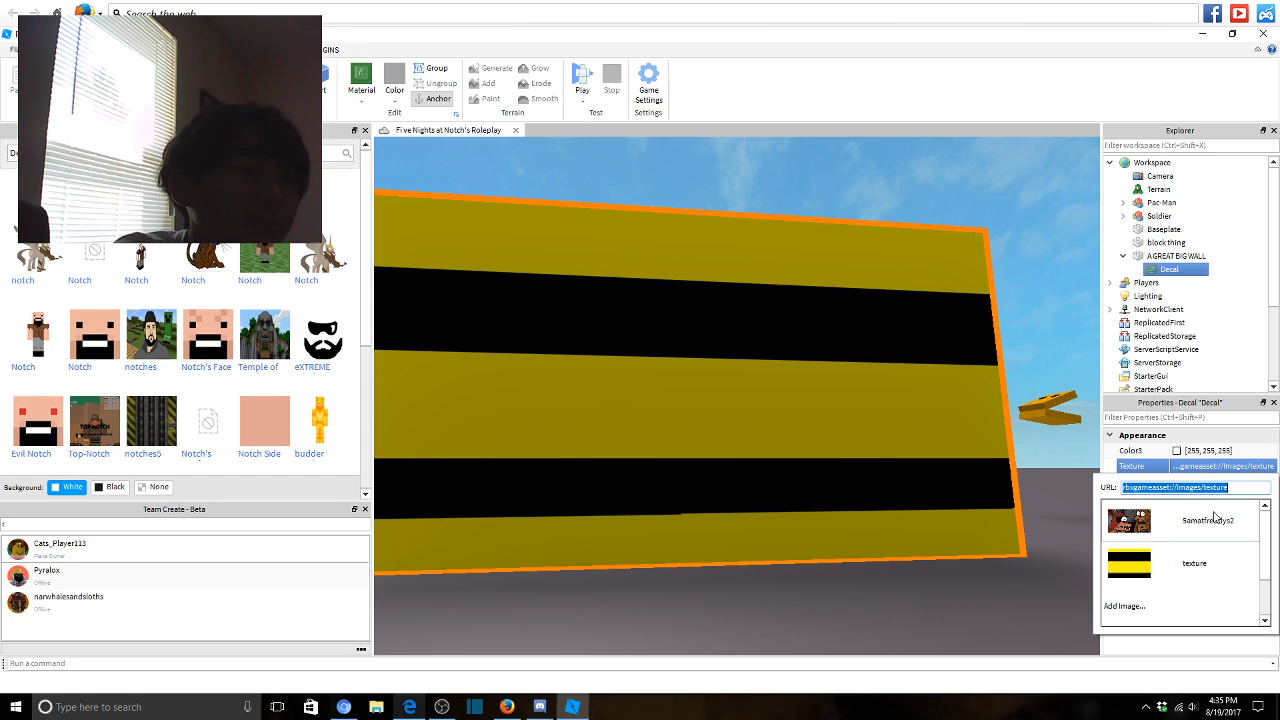 Search the web
GINS
Material
Color
Group
Ungroup
Anchor
Edit
Generate
Grow
Add
Erode
Paint
Smooth
Terrain
Play
Stop
Test
Game
Settings
Settings
Five Nights at Notch's Roleplay
notch
Notch
Notch
Notch
Notch
Notch
Notch
Notch
notches
Notch's Face
Temple of
eXTREME
Evil Notch
Top-Notch
notches5
Notch's
Notch Side
budder
TOP-NOTCH
Background:
White
Black
None
Team Create - Beta
r
Cats_Player113
Place Owner
Pyralox
Offline
narwhalesandsloths
Offline
Run a command
Explorer
Filter workspace (Ctrl+Shift+X)
Workspace
Camera
Terrain
Pac-Man
Soldier
Baseplate
block thing
AGREAT BIG WALL
Decal
Players
Lighting
NetworkClient
ReplicatedFirst
ReplicatedStorage
ServerScriptService
ServerStorage
StarterGui
StarterPack
Properties - Decal "Decal"
Filter Properties (Ctrl+Shift+P)
Appearance
Color3
[255, 255, 255]
Texture
...gameasset://Images/texture
URL:
rbxgameasset://Images/texture
texture
Add Image...
Type here to search
4:35 PM
8/19/2017